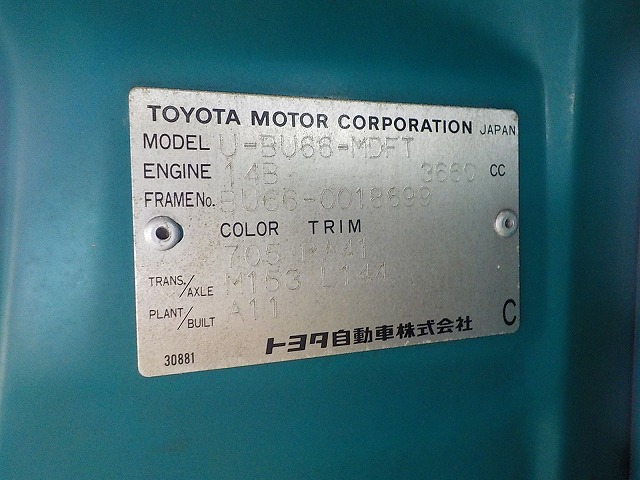 TOYOTA MOTOR CORPORATION JAPAN
MODEL U-BU66-MDFT
ENGINE 14B 3660 CC
FRAME No. BU66-0018699
COLOR TRIM
705 A41
TRANS./AXLE M153 L144
PLANT/BUILT A11
トヨタ自動車株式会社 C
30881